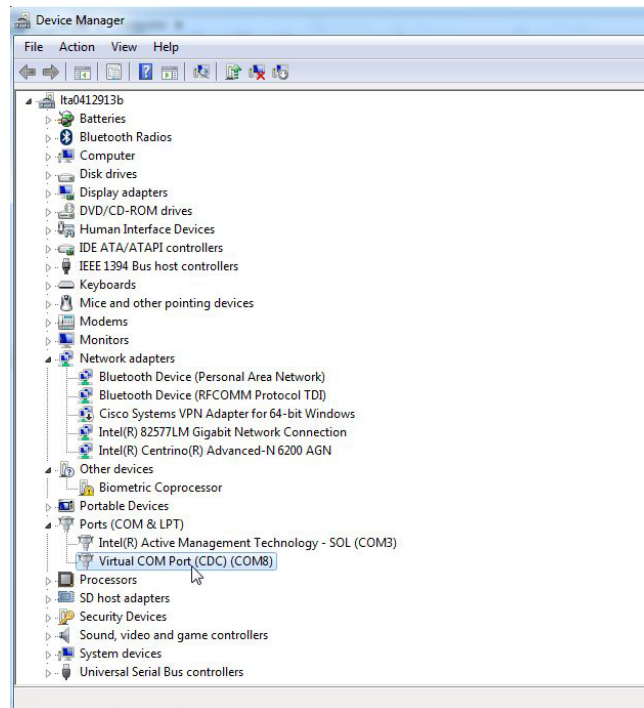 Device Manager
File Action View Help
lta0412913b
Batteries
Bluetooth Radios
Computer
Disk drives
Display adapters
DVD/CD-ROM drives
Human Interface Devices
IDE ATA/ATAPI controllers
IEEE 1394 Bus host controllers
Keyboards
Mice and other pointing devices
Modems
Monitors
Network adapters
Bluetooth Device (Personal Area Network)
Bluetooth Device (RFCOMM Protocol TDI)
Cisco Systems VPN Adapter for 64-bit Windows
Intel(R) 82577LM Gigabit Network Connection
Intel(R) Centrino(R) Advanced-N 6200 AGN
Other devices
Biometric Coprocessor
Portable Devices
Ports (COM & LPT)
Intel(R) Active Management Technology - SOL (COM3)
Virtual COM Port (CDC) (COM8)
Processors
SD host adapters
Security Devices
Sound, video and game controllers
System devices
Universal Serial Bus controllers